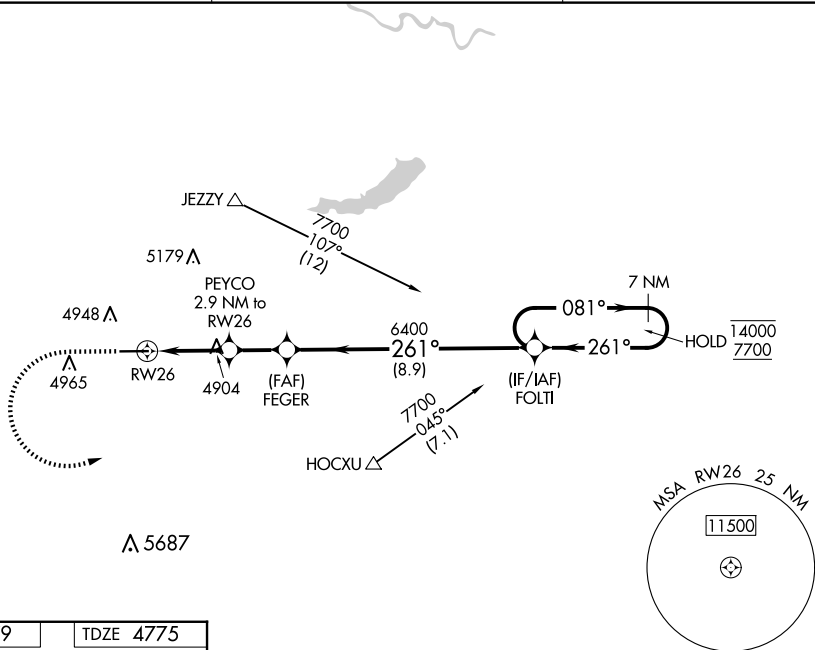 JEZZY
7700
107°
(12)
5179
PEYCO
2.9 NM to
RW26
7 NM
081°
4948
6400
261°
(8.9)
261°
HOLD
14000
7700
4965
RW26
4904
(FAF)
FEGER
(IF/IAF)
FOLTI
7700
045°
(7.1)
HOCXU
MSA RW26 25 NM
11500
5687
9
TDZE 4775